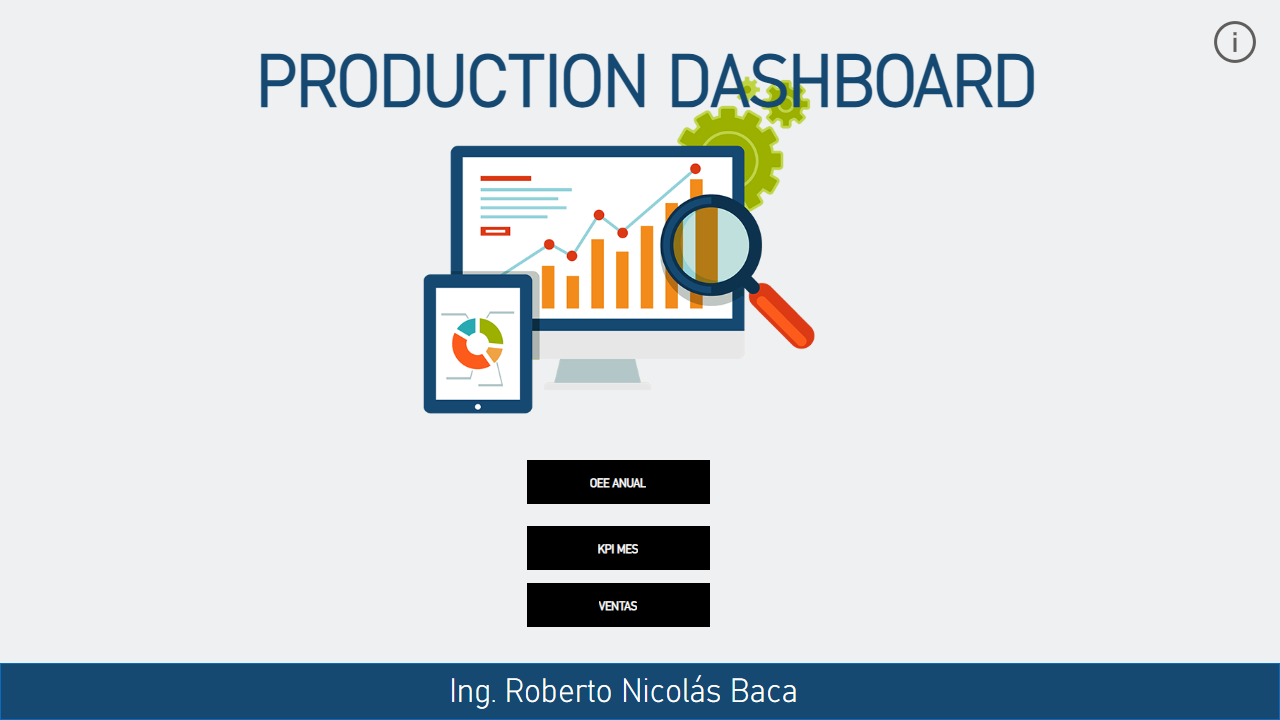 PRODUCTION DASHBOARD
OEE ANUAL
KPI MES
VENTAS
Ing. Roberto Nicolás Baca